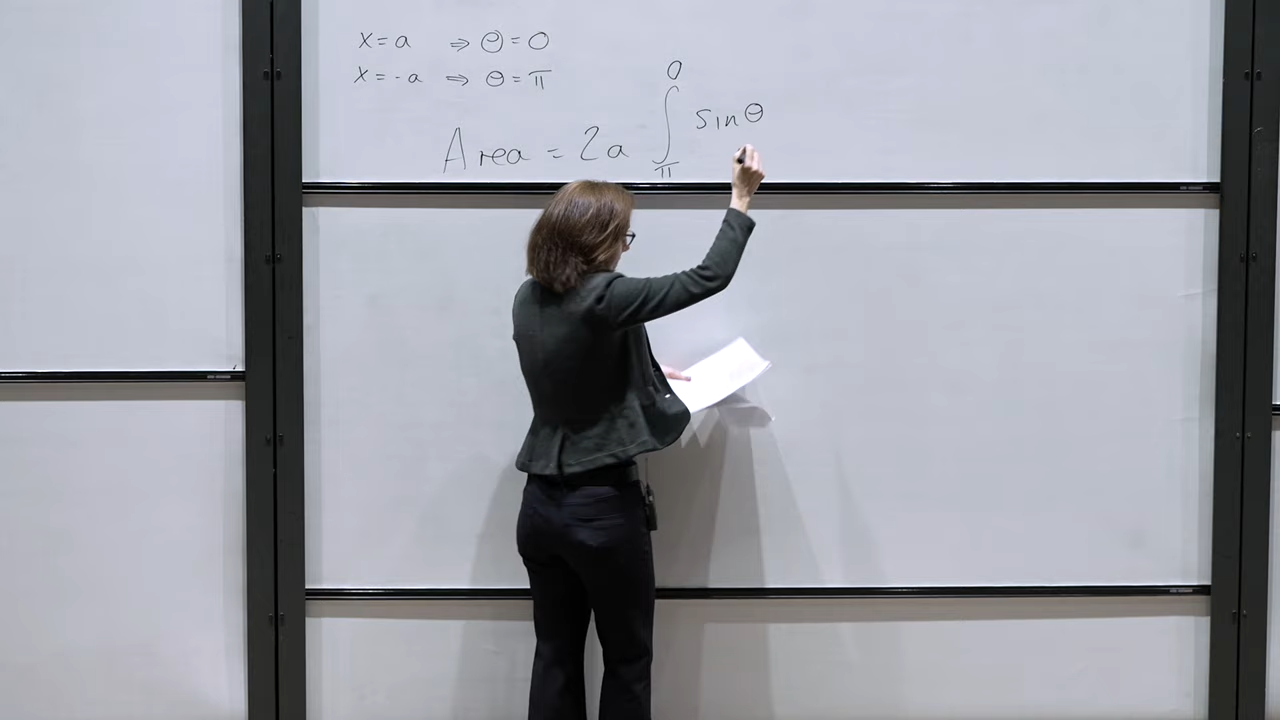 x=a ⇒ θ=0
x=-a ⇒ θ=π
Area = 2a ∫_π^0 sinθ